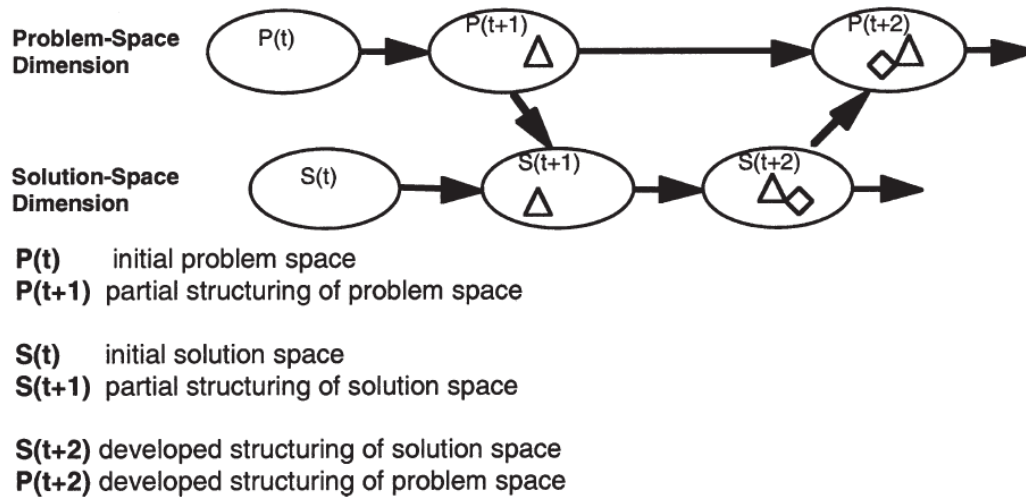 Problem-Space
Dimension
P(t)
P(t+1)
P(t+2)
Solution-Space
Dimension
S(t)
S(t+1)
S(t+2)
P(t) initial problem space
P(t+1) partial structuring of problem space
S(t) initial solution space
S(t+1) partial structuring of solution space
S(t+2) developed structuring of solution space
P(t+2) developed structuring of problem space